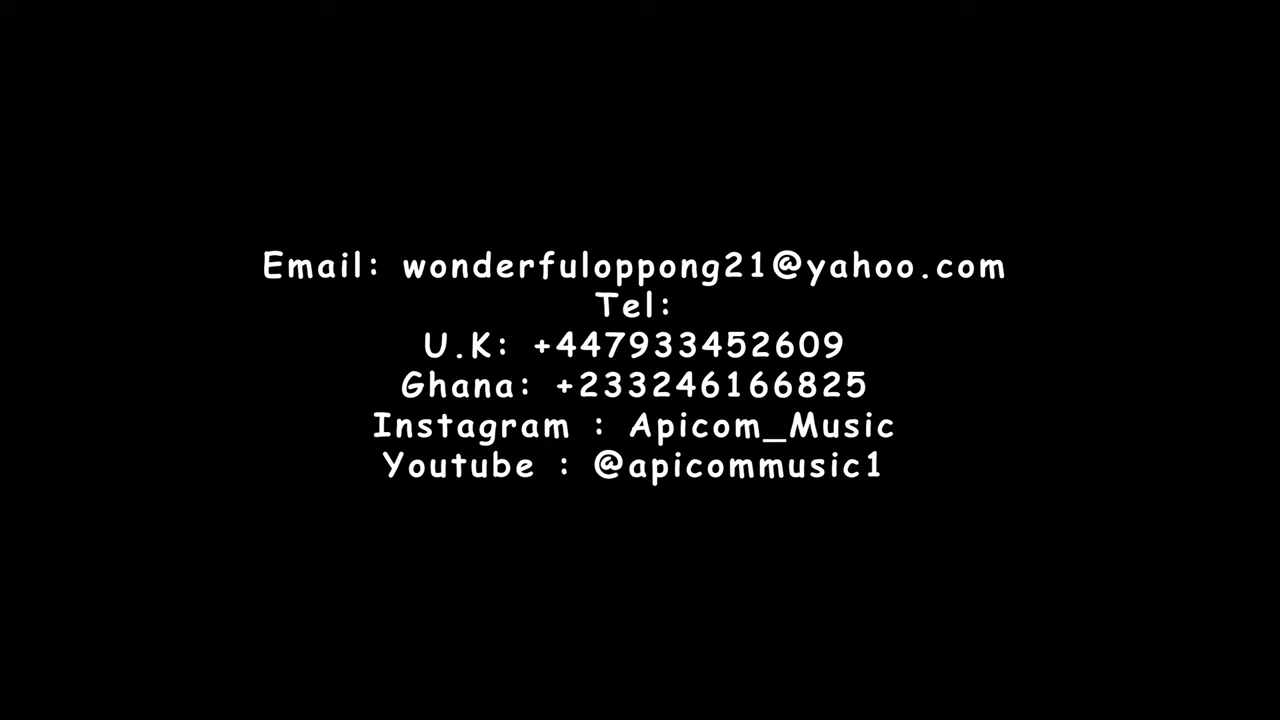 Email: wonderfuloppong21@yahoo.com
Tel:
U.K: +447933452609
Ghana: +233246166825
Instagram : Apicom_Music
Youtube : @apicommusic1